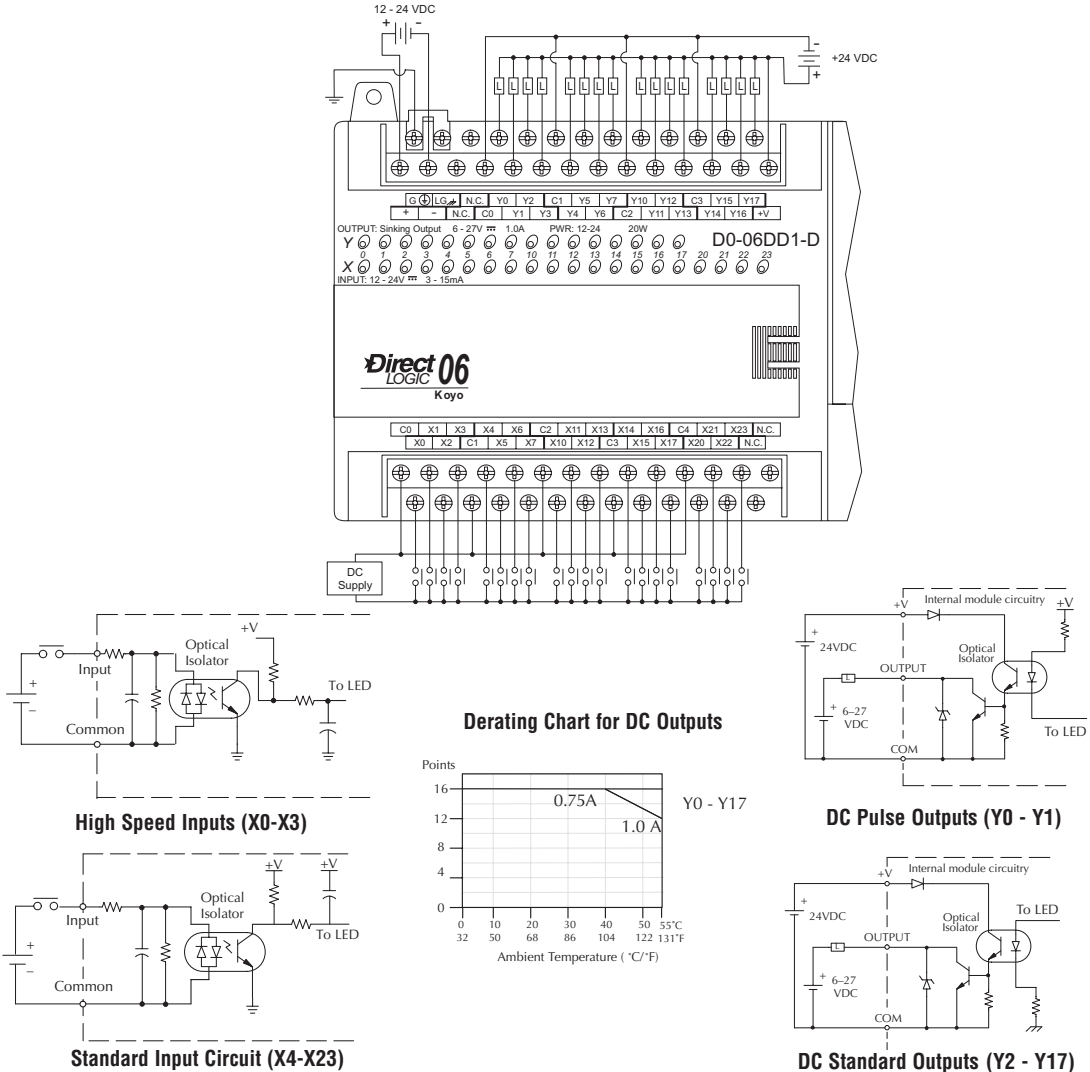 12 - 24 VDC
+ -
-
+24 VDC
+
L L L L L L L L L L L L L L L L
G LG N.C. Y0 Y2 C1 Y5 Y7 Y10 Y12 C3 Y15 Y17
+ - N.C. C0 Y1 Y3 Y4 Y6 C2 Y11 Y13 Y14 Y16 +V
OUTPUT: Sinking Output 6 - 27V 1.0A PWR: 12-24 20W
Y
D0-06DD1-D
0 1 2 3 4 5 6 7 10 11 12 13 14 15 16 17 20 21 22 23
X
INPUT: 12 - 24V 3 - 15mA
Direct
LOGIC 06
Koyo
C0 X1 X3 X4 X6 C2 X11 X13 X14 X16 C4 X21 X23 N.C.
X0 X2 C1 X5 X7 X10 X12 C3 X15 X17 X20 X22 N.C.
DC
Supply
+V
Optical
Isolator
Input
To LED
+
–
Common
High Speed Inputs (X0-X3)
+V +V
Optical
Isolator
Input
To LED
+
–
Common
Standard Input Circuit (X4-X23)
Derating Chart for DC Outputs
Points
16
12
8
4
0
0.75A
1.0 A
Y0 - Y17
0 10 20 30 40 50 55˚C
32 50 68 86 104 122 131˚F
Ambient Temperature ( ˚C/˚F)
+V
Internal module circuitry
+V
+
24VDC
Optical
Isolator
OUTPUT
L
+
6–27
VDC
To LED
COM
DC Pulse Outputs (Y0 - Y1)
+V
Internal module circuitry
+
24VDC
Optical
Isolator
To LED
OUTPUT
L
+
6–27
VDC
COM
DC Standard Outputs (Y2 - Y17)